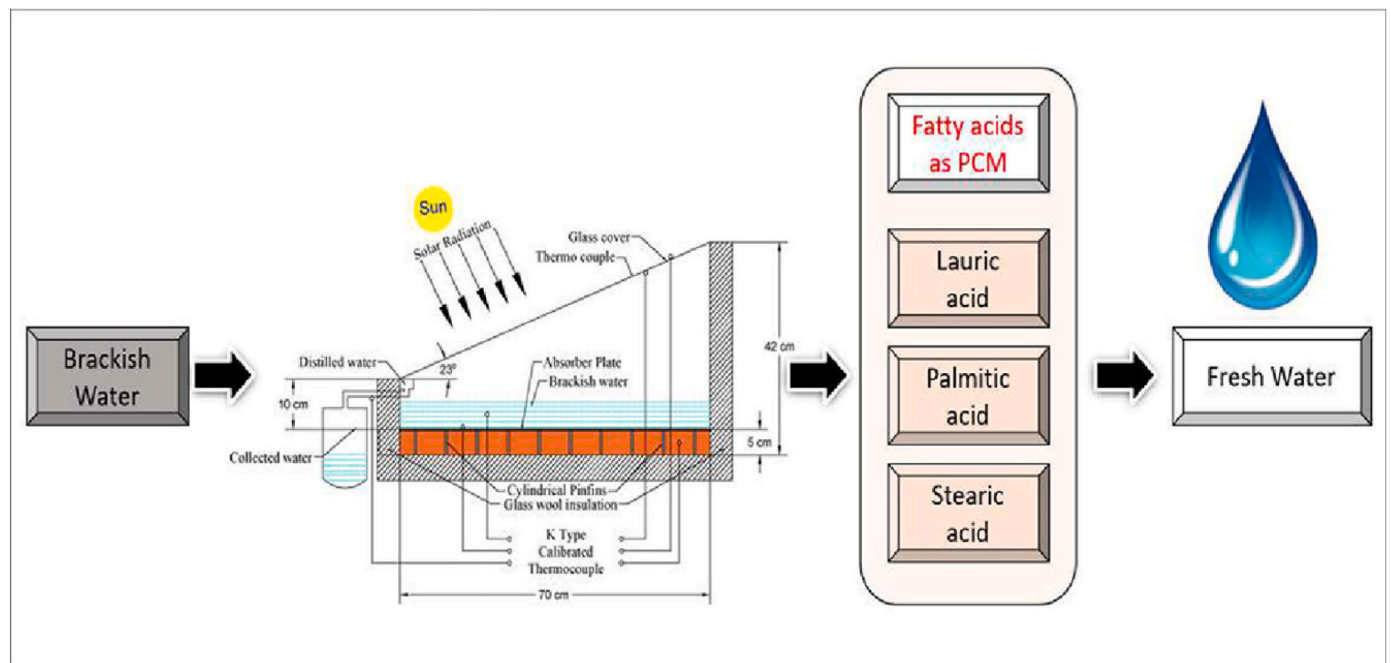 Brackish
Water
Sun
Solar Radiation
Glass cover
Thermo couple
Distilled water
23°
Absorber Plate
Brackish water
42 cm
10 cm
5 cm
Collected water
Cylindrical Pinfins
Glass wool insulation
K Type
Calibrated
Thermocouple
70 cm
Fatty acids
as PCM
Lauric
acid
Palmitic
acid
Stearic
acid
Fresh Water